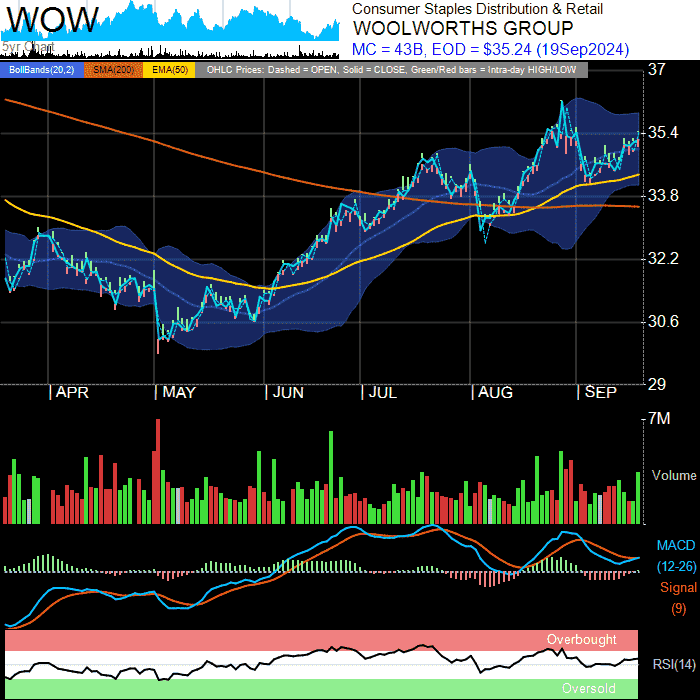 WOW
5yr Chart
Consumer Staples Distribution & Retail
WOOLWORTHS GROUP
MC = 43B, EOD = $35.24 (19Sep2024)
BollBands(20,2) SMA(200) EMA(50) OHLC Prices: Dashed = OPEN, Solid = CLOSE, Green/Red bars = Intra-day HIGH/LOW
37
35.4
33.8
32.2
30.6
29
APR MAY JUN JUL AUG SEP
7M
Volume
MACD
(12-26)
Signal
(9)
Overbought
RSI(14)
Oversold